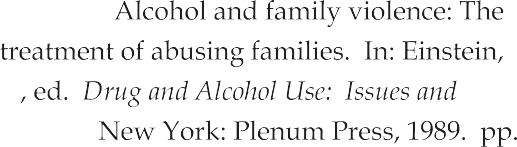 Alcohol and family violence: The
treatment of abusing families. In: Einstein,
, ed. Drug and Alcohol Use: Issues and
New York: Plenum Press, 1989. pp.